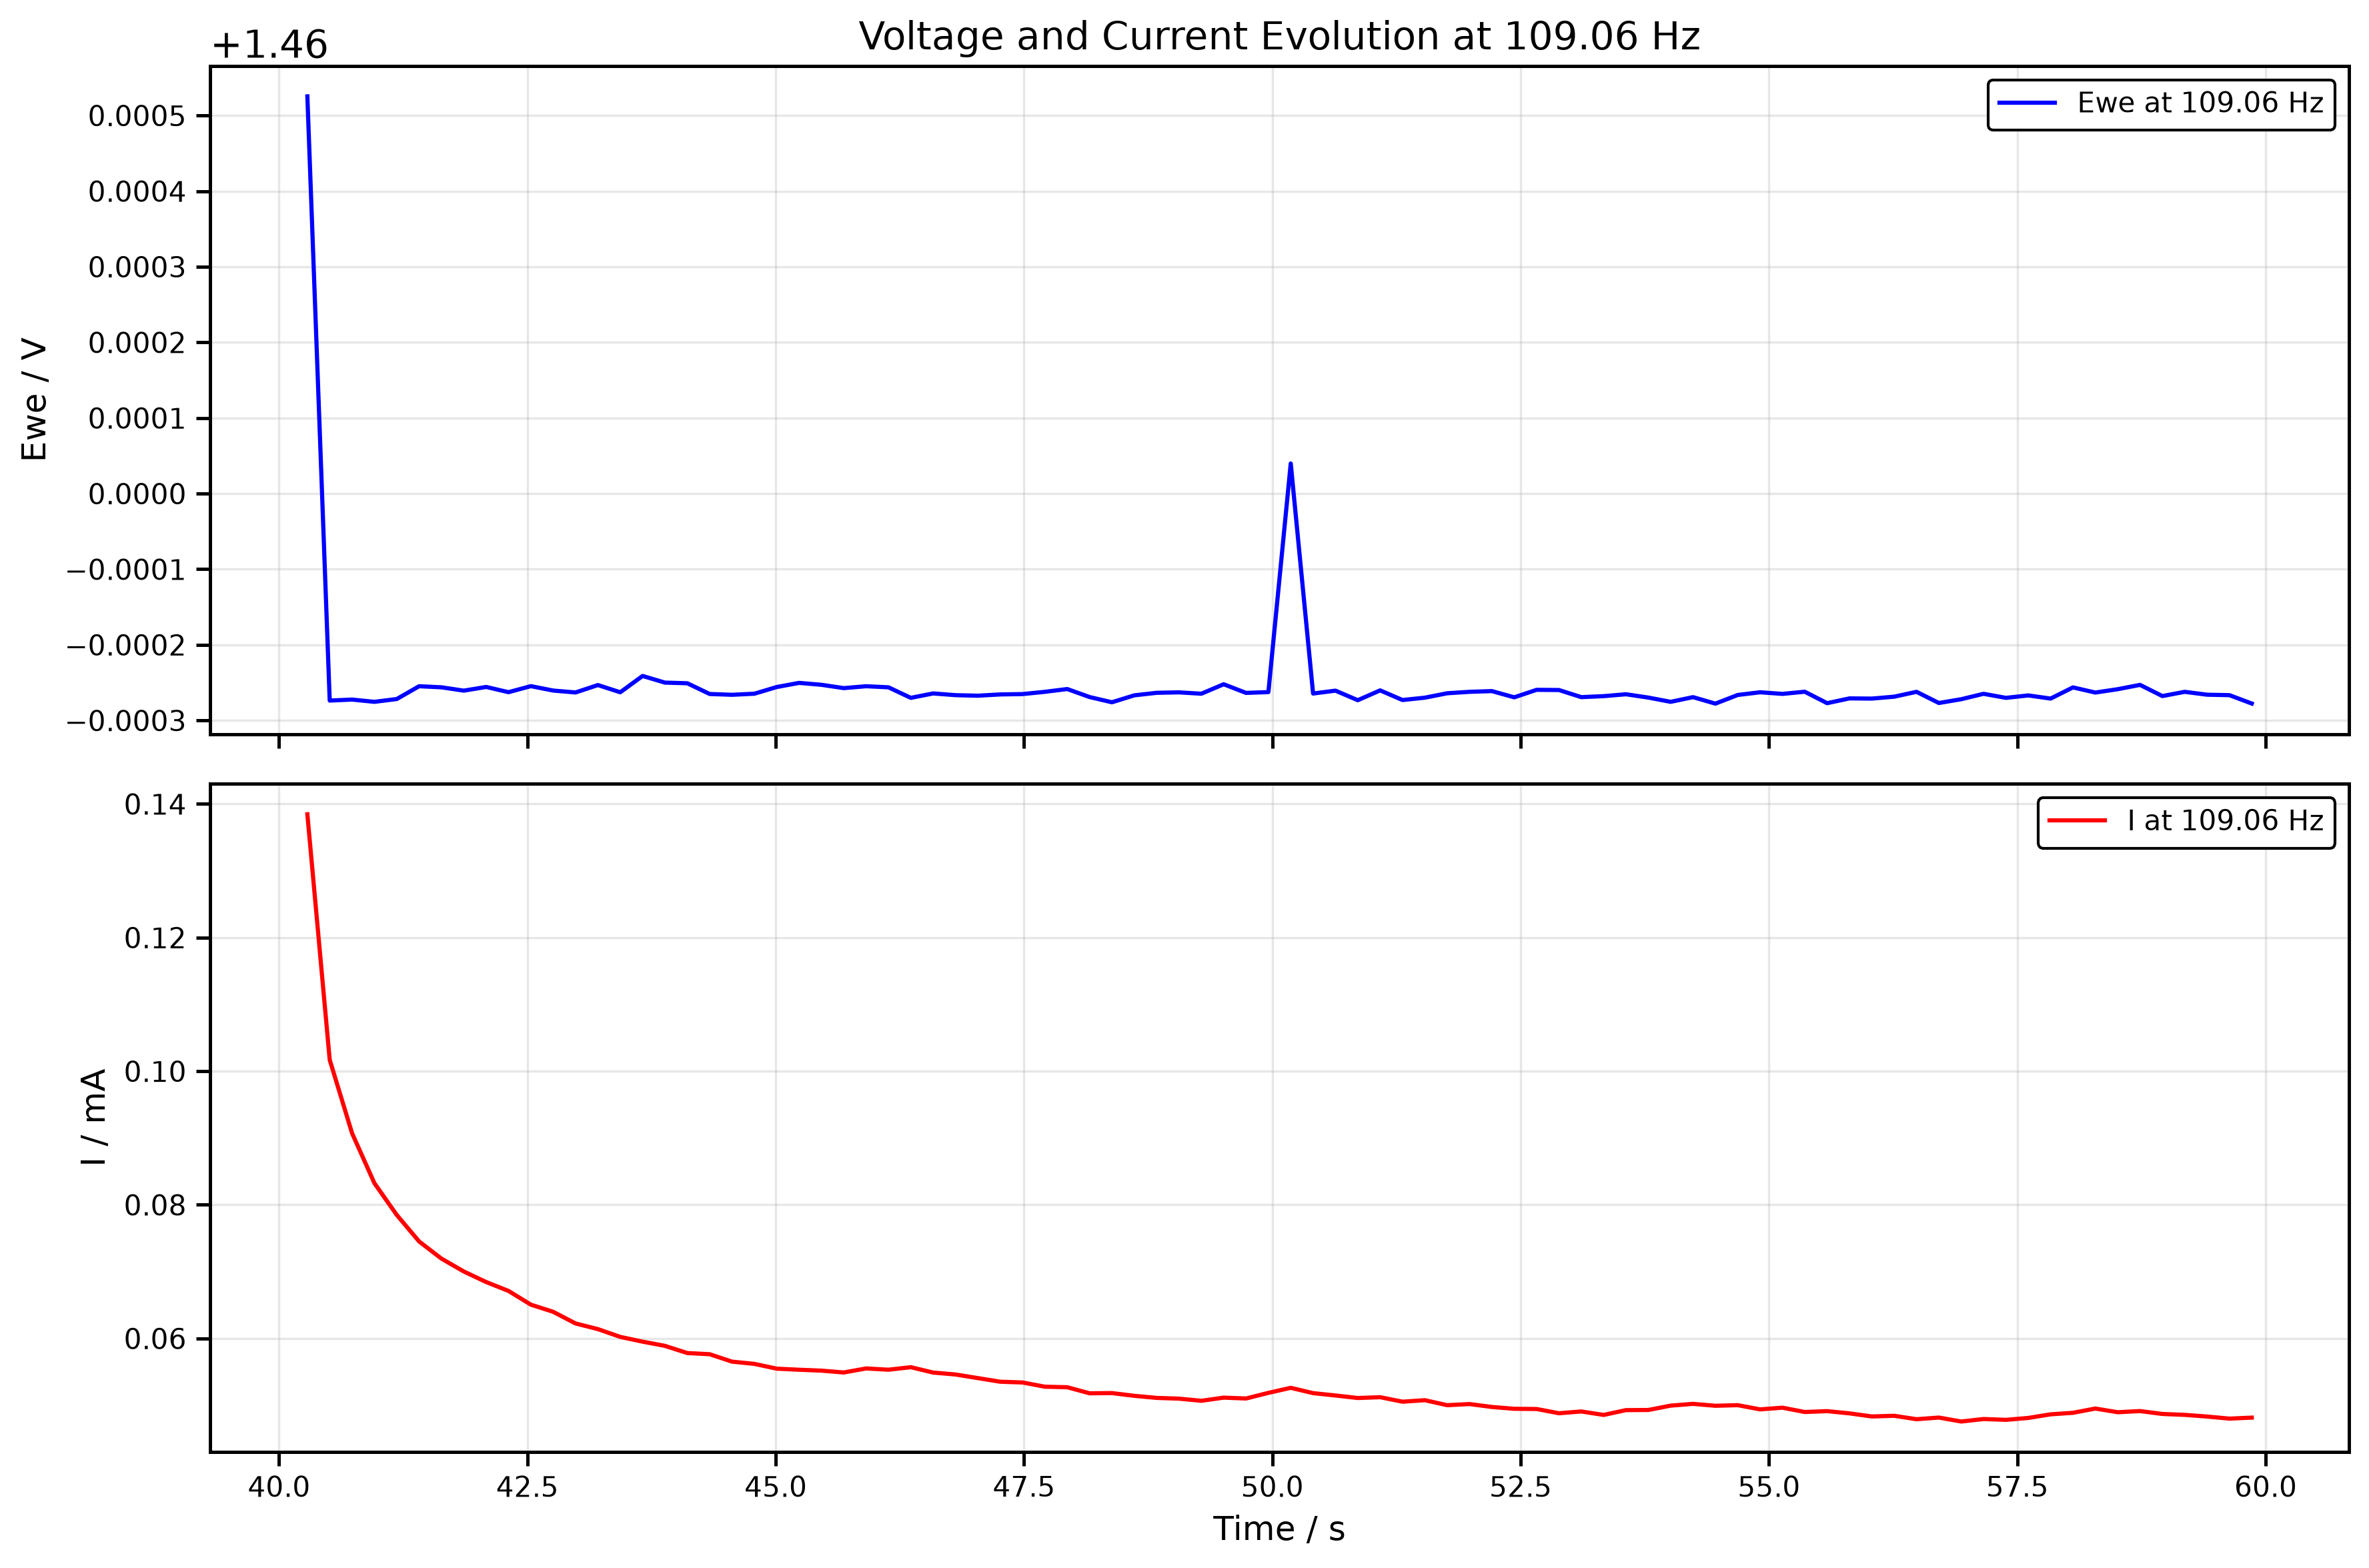 Voltage and Current Evolution at 109.06 Hz
+1.46
Ewe at 109.06 Hz
0.0005
0.0004
0.0003
0.0002
0.0001
0.0000
−0.0001
−0.0002
−0.0003
Ewe / V
I at 109.06 Hz
0.14
0.12
0.10
0.08
0.06
I / mA
40.0 42.5 45.0 47.5 50.0 52.5 55.0 57.5 60.0
Time / s